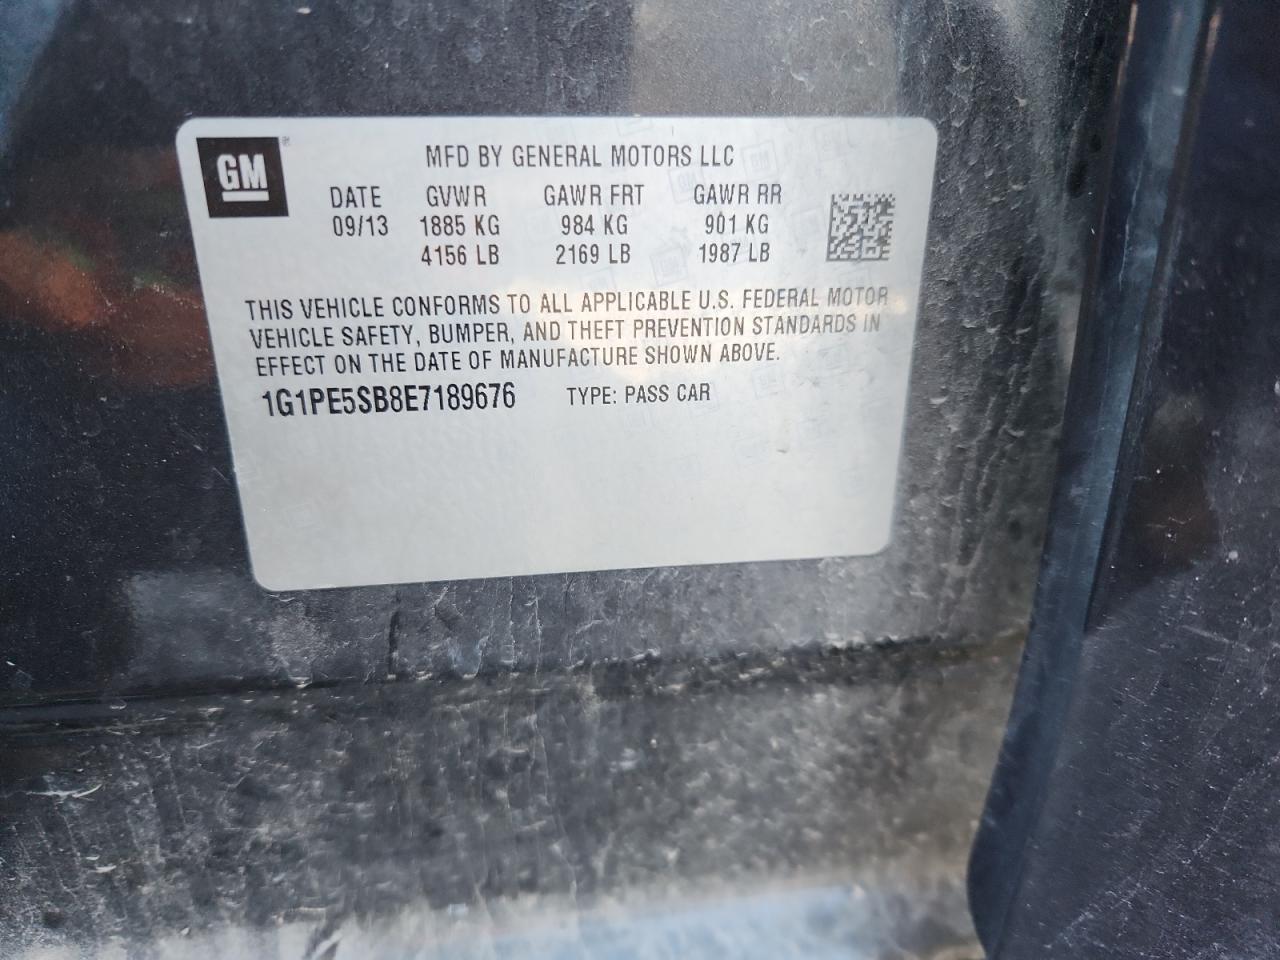 GM
MFD BY GENERAL MOTORS LLC
DATE GVWR GAWR FRT GAWR RR
09/13 1885 KG 984 KG 901 KG
4156 LB 2169 LB 1987 LB
THIS VEHICLE CONFORMS TO ALL APPLICABLE U.S. FEDERAL MOTOR
VEHICLE SAFETY, BUMPER, AND THEFT PREVENTION STANDARDS IN
EFFECT ON THE DATE OF MANUFACTURE SHOWN ABOVE.
1G1PE5SB8E7189676 TYPE: PASS CAR